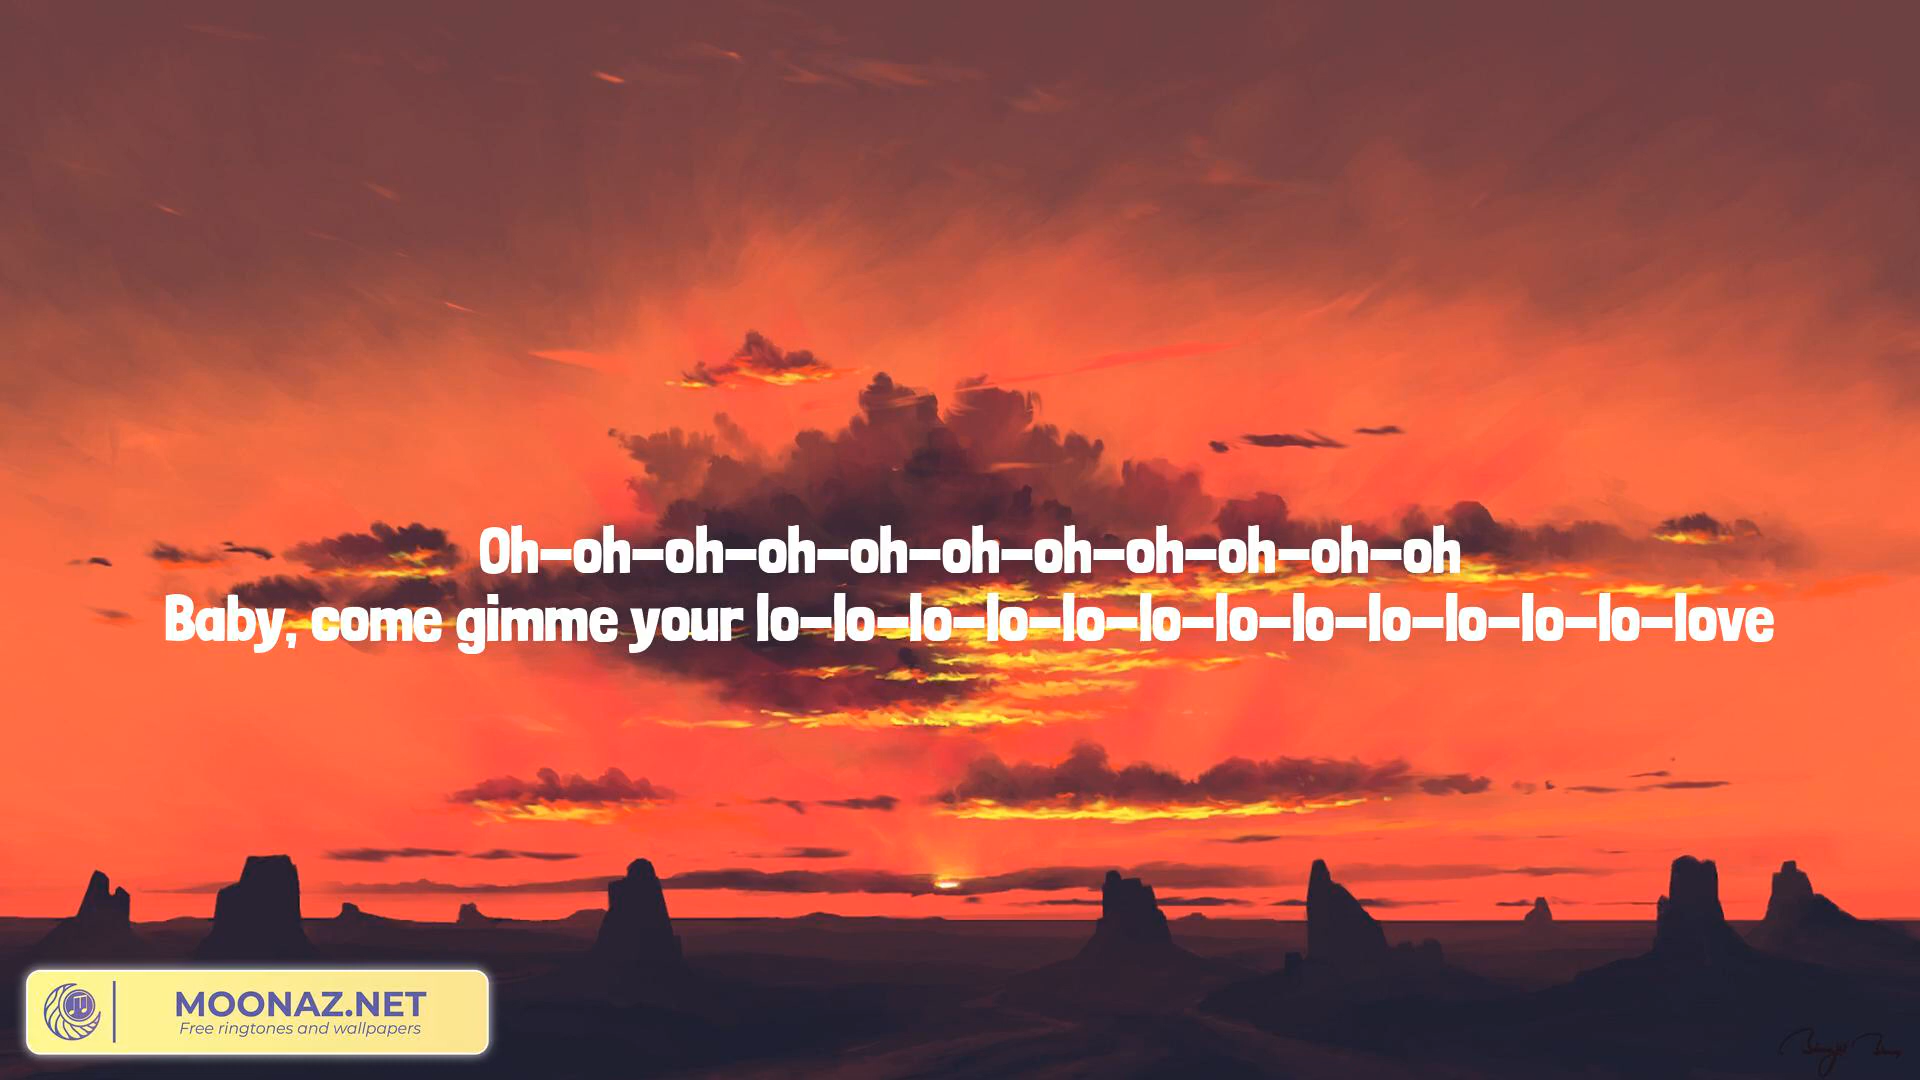 Oh–oh–oh–oh–oh–oh–oh–oh–oh–oh–oh
Baby, come gimme your lo–lo–lo–lo–lo–lo–lo–lo–lo–lo–lo–lo–love
MOONAZ.NET
Free ringtones and wallpapers